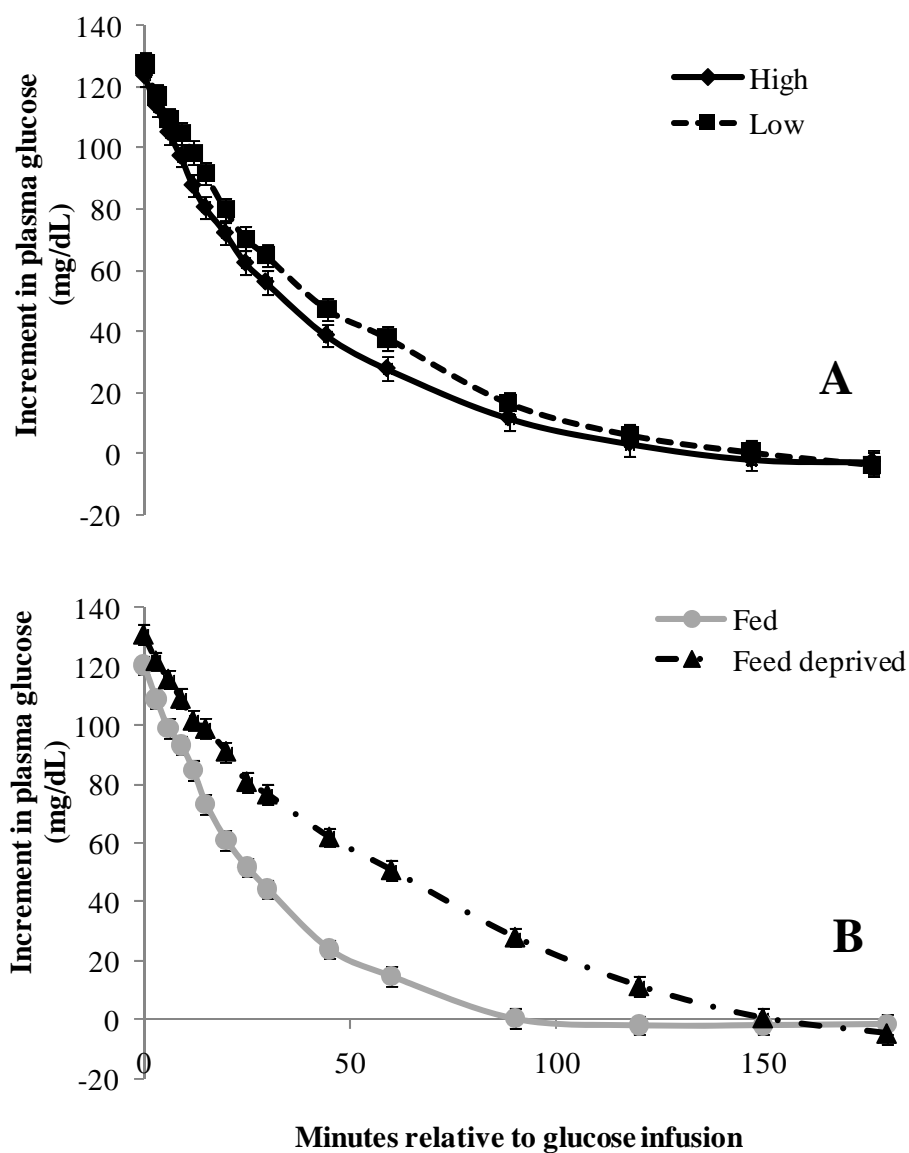 140
120
100
80
60
40
20
0
-20
Increment in plasma glucose
(mg/dL)
High
Low
A
140
120
100
80
60
40
20
0
-20
Increment in plasma glucose
(mg/dL)
Fed
Feed deprived
B
0
50
100
150
Minutes relative to glucose infusion